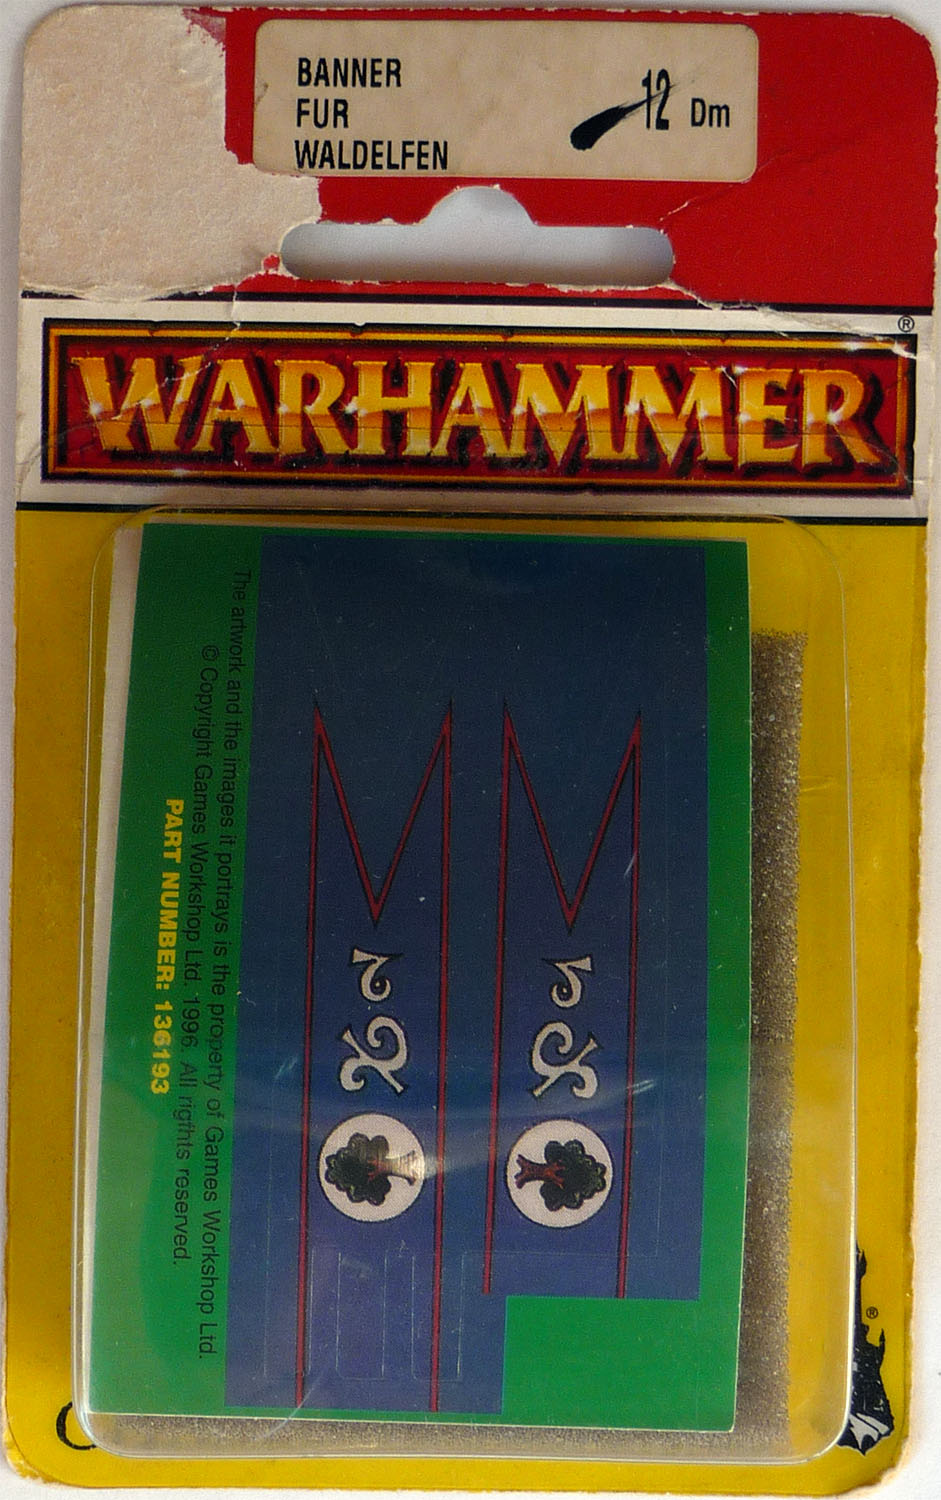 BANNER
FUR
WALDELFEN
12 Dm
WARHAMMER®
The artwork and the images it portrays is the property of Games Workshop Ltd.
© Copyright Games Workshop Ltd. 1996. All rigthts reserved.
PART NUMBER: 136193
®